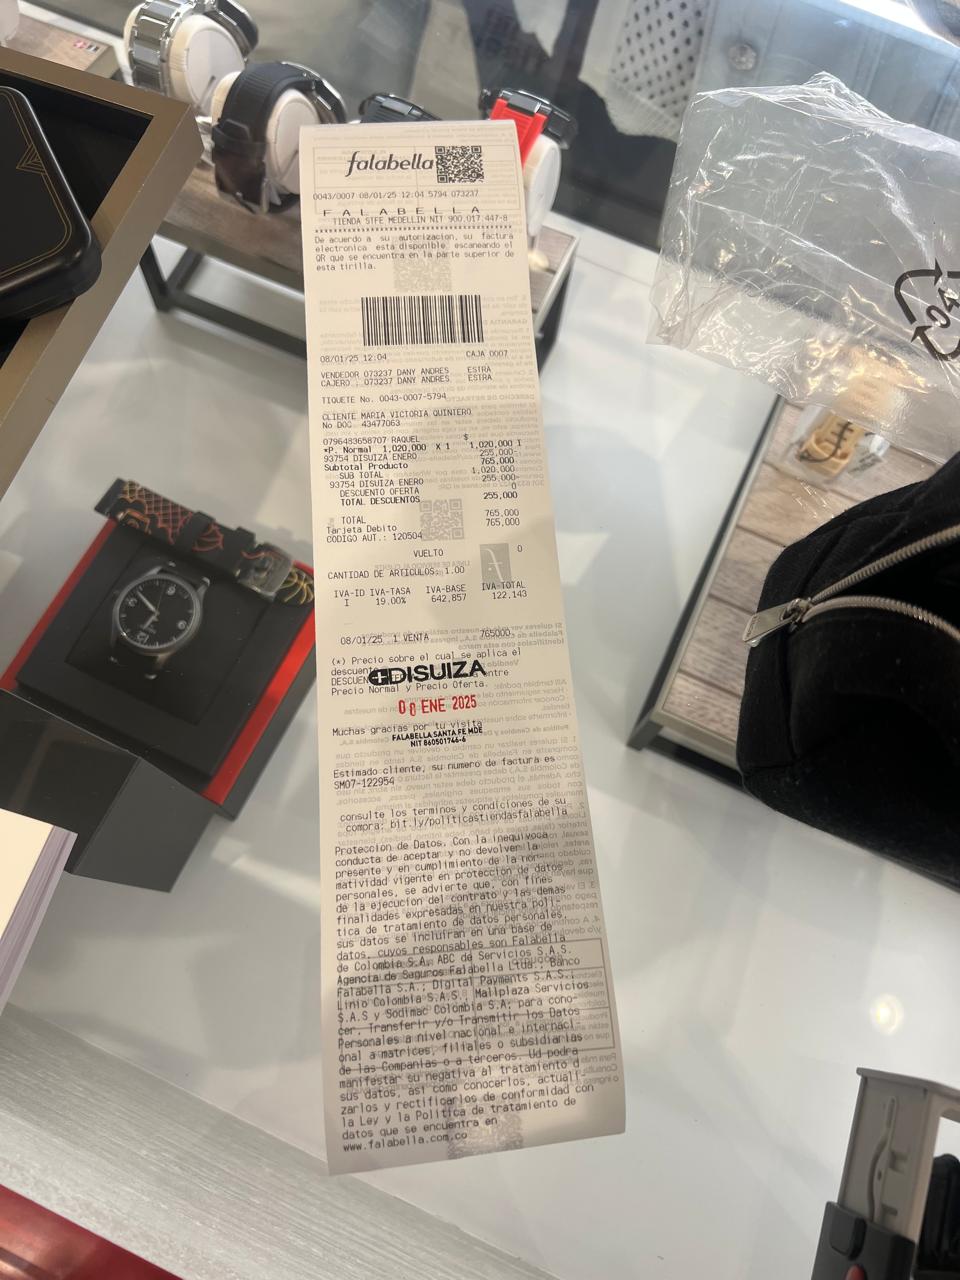 falabella
0043/0007 08/01/25 12:04 5794 073237
F A L A B E L L A
TIENDA STFE MEDELLIN NIT 900.017.447-8
De acuerdo a su autorizacion, su factura
electronica esta disponible escaneando el
QR que se encuentra en la parte superior de
esta tirilla.
08/01/25 12:04 CAJA 0007
VENDEDOR 073237 DANY ANDRES ESTRA
CAJERO : 073237 DANY ANDRES ESTRA
TIQUETE No. 0043-0007-5794
CLIENTE MARIA VICTORIA QUINTERO
No DOC 43477063
0796483658707 RAQUEL $
*P. Normal 1,020,000 X 1 1,020,000 I
93754 DISUIZA ENERO 255,000-
Subtotal Producto 765,000
SUB TOTAL 1,020,000
93754 DISUIZA ENERO 255,000-
DESCUENTO OFERTA 0
TOTAL DESCUENTOS 255,000
TOTAL 765,000
Tarjeta Debito 765,000
CODIGO AUT.: 120504
VUELTO 0
CANTIDAD DE ARTICULOS: 1.00
IVA-ID IVA-TASA IVA-BASE IVA-TOTAL
I 19.00% 642,857 122,143
08/01/25 1 VENTA 765000,
(*) Precio sobre el cual se aplica el
descuento
DISUIZA
entre
Precio Normal y Precio Oferta.
08 ENE 2025
Muchas gracias por tu visita
FALABELLA SANTA FE MDE
NIT 860501746-6
Estimado cliente, su numero de factura es
SM07-122954
consulte los terminos y condiciones de su
compra: bit.ly/politicastiendasfalabella
Proteccion de Datos. Con la inequivoca
conducta de aceptar y no devolver la
presente y en cumplimiento de la nor-
matividad vigente en proteccion de datos
personales, se advierte que, con fines
de la ejecucion del contrato y las demas
finalidades expresadas en nuestra poli-
tica de tratamiento de datos personales,
sus datos se incluiran en una base de
datos, cuyos responsables son Falabella
de Colombia S.A, ABC de Servicios S.A.S.
Agencia de Seguros Falabella Ltda., Banco
Falabella S.A., Digital Payments S.A.S.,
Linio Colombia S.A.S., Mallplaza Servicios
S.A.S y Sodimac Colombia S.A; para cono-
cer, Transferir y/o Transmitir los Datos
Personales nivel nacional e internaci-
onal a matrices, filiales o subsidiarias
de las Companias o a terceros. Ud podra
manifestar su negativa al tratamiento d
sus datos, asi como conocerlos, actuali-
zarlos y rectificarlos de conformidad con
la Ley y la Politica de tratamiento de
datos que se encuentra en
www.falabella.com.co